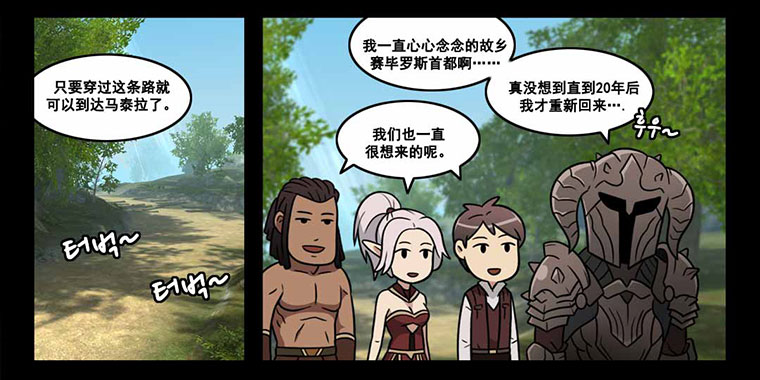 只要穿过这条路就
可以到达马泰拉了。
터벅~
터벅~
我一直心心念念的故乡
赛毕罗斯首都啊……
真没想到直到20年后
我才重新回来….
후우~
我们也一直
很想来的呢。